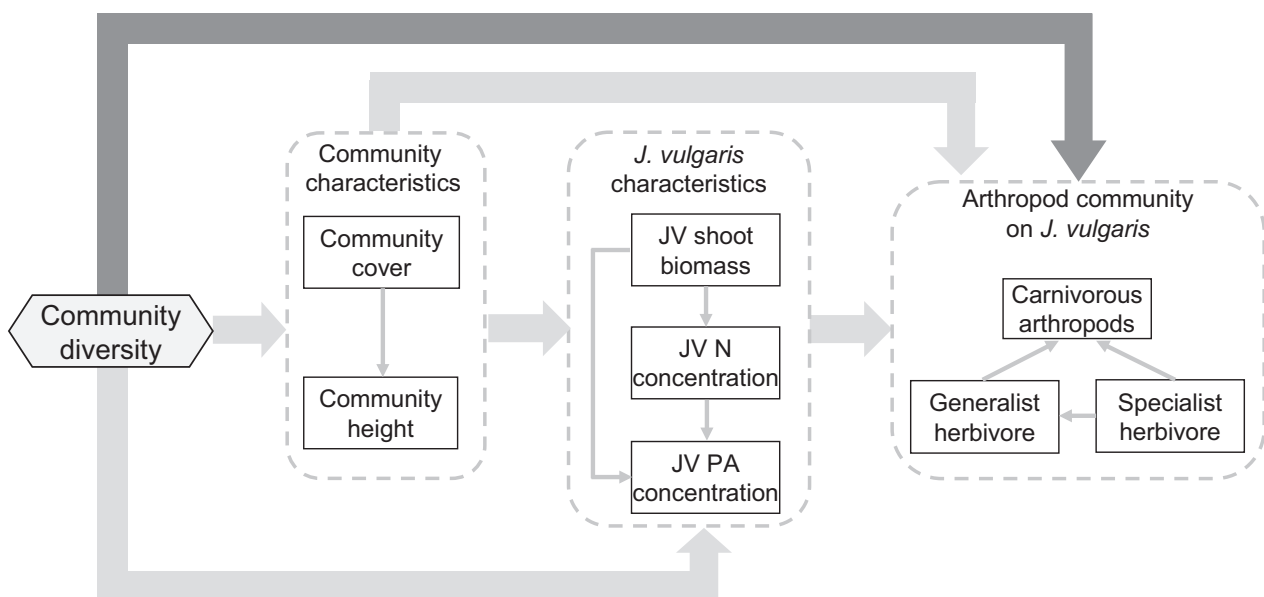 Community
diversity
Community
characteristics
Community
cover
Community
height
J. vulgaris
characteristics
JV shoot
biomass
JV N
concentration
JV PA
concentration
Arthropod community
on J. vulgaris
Carnivorous
arthropods
Generalist
herbivore
Specialist
herbivore